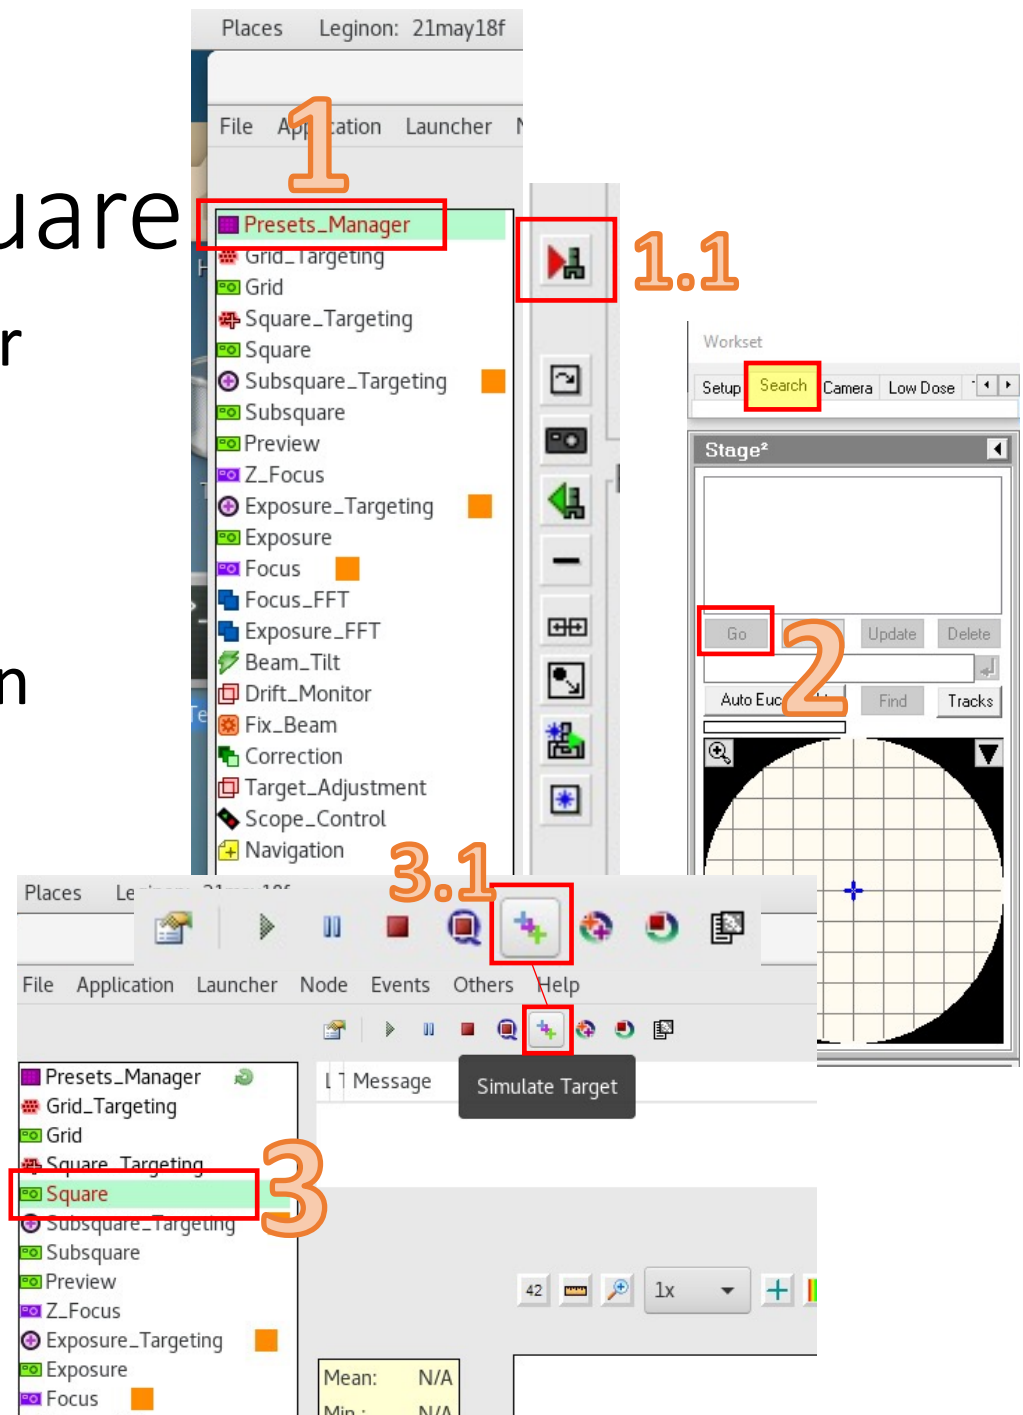 Places Leginon: 21may18f
1
File Application Launcher
uare
Presets_Manager
1.1
Grid_Targeting
Grid
Square_Targeting
r
Square
Subsquare_Targeting
Subsquare
Preview
Z_Focus
Exposure_Targeting
Exposure
Focus
Focus_FFT
Exposure_FFT
n
Beam_Tilt
Drift_Monitor
Fix_Beam
Correction
Target_Adjustment
Scope_Control
Navigation
Workset
Setup Search Camera Low Dose
Stage²
Go Update Delete
2
Find Tracks
3.1
Places
File Application Launcher Node Events Others Help
Presets_Manager
Message
Simulate Target
Grid_Targeting
Grid
Square_Targeting
3
Square
Subsquare_Targeting
Subsquare
Preview
42 1x
Z_Focus
Exposure_Targeting
Exposure
Mean: N/A
Focus
Min.: N/A